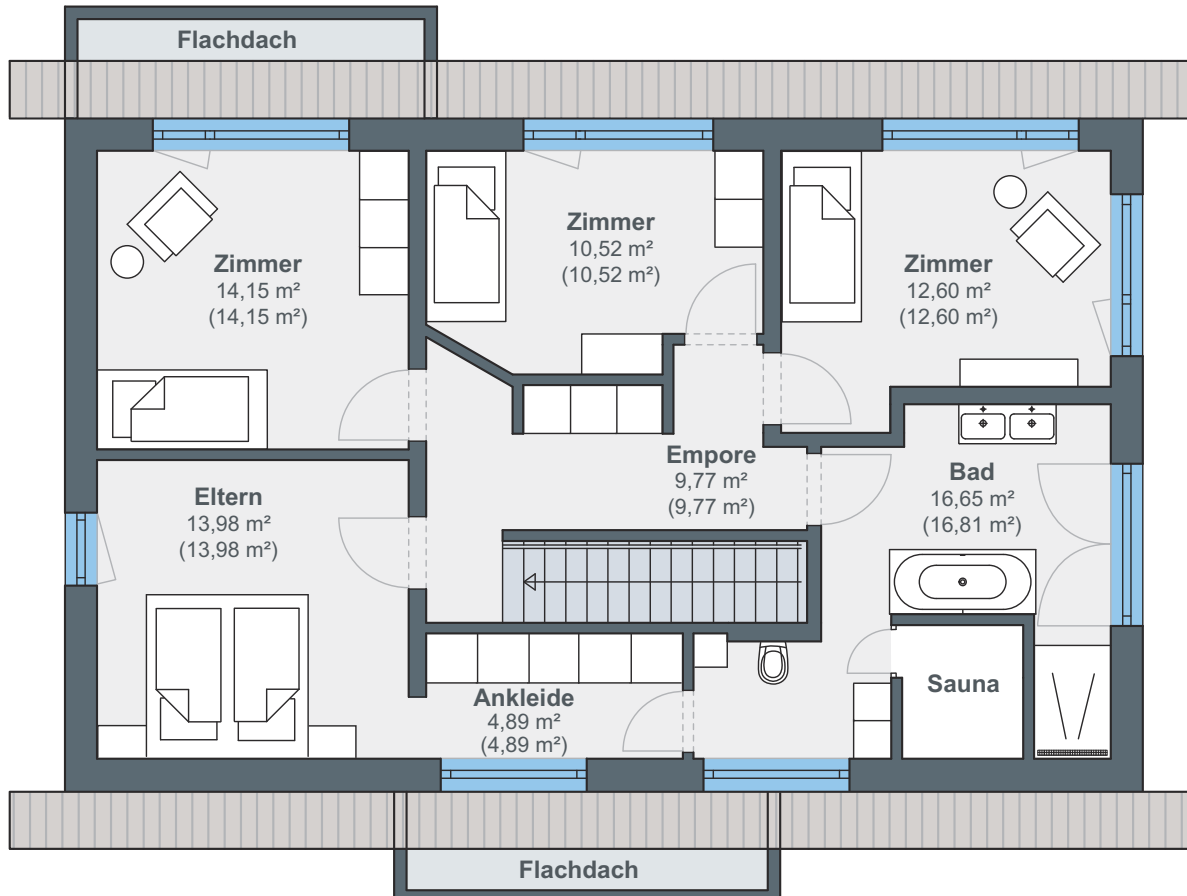 Flachdach
Zimmer
14,15 m²
(14,15 m²)
Zimmer
10,52 m²
(10,52 m²)
Zimmer
12,60 m²
(12,60 m²)
Eltern
13,98 m²
(13,98 m²)
Empore
9,77 m²
(9,77 m²)
Bad
16,65 m²
(16,81 m²)
Ankleide
4,89 m²
(4,89 m²)
Sauna
Flachdach